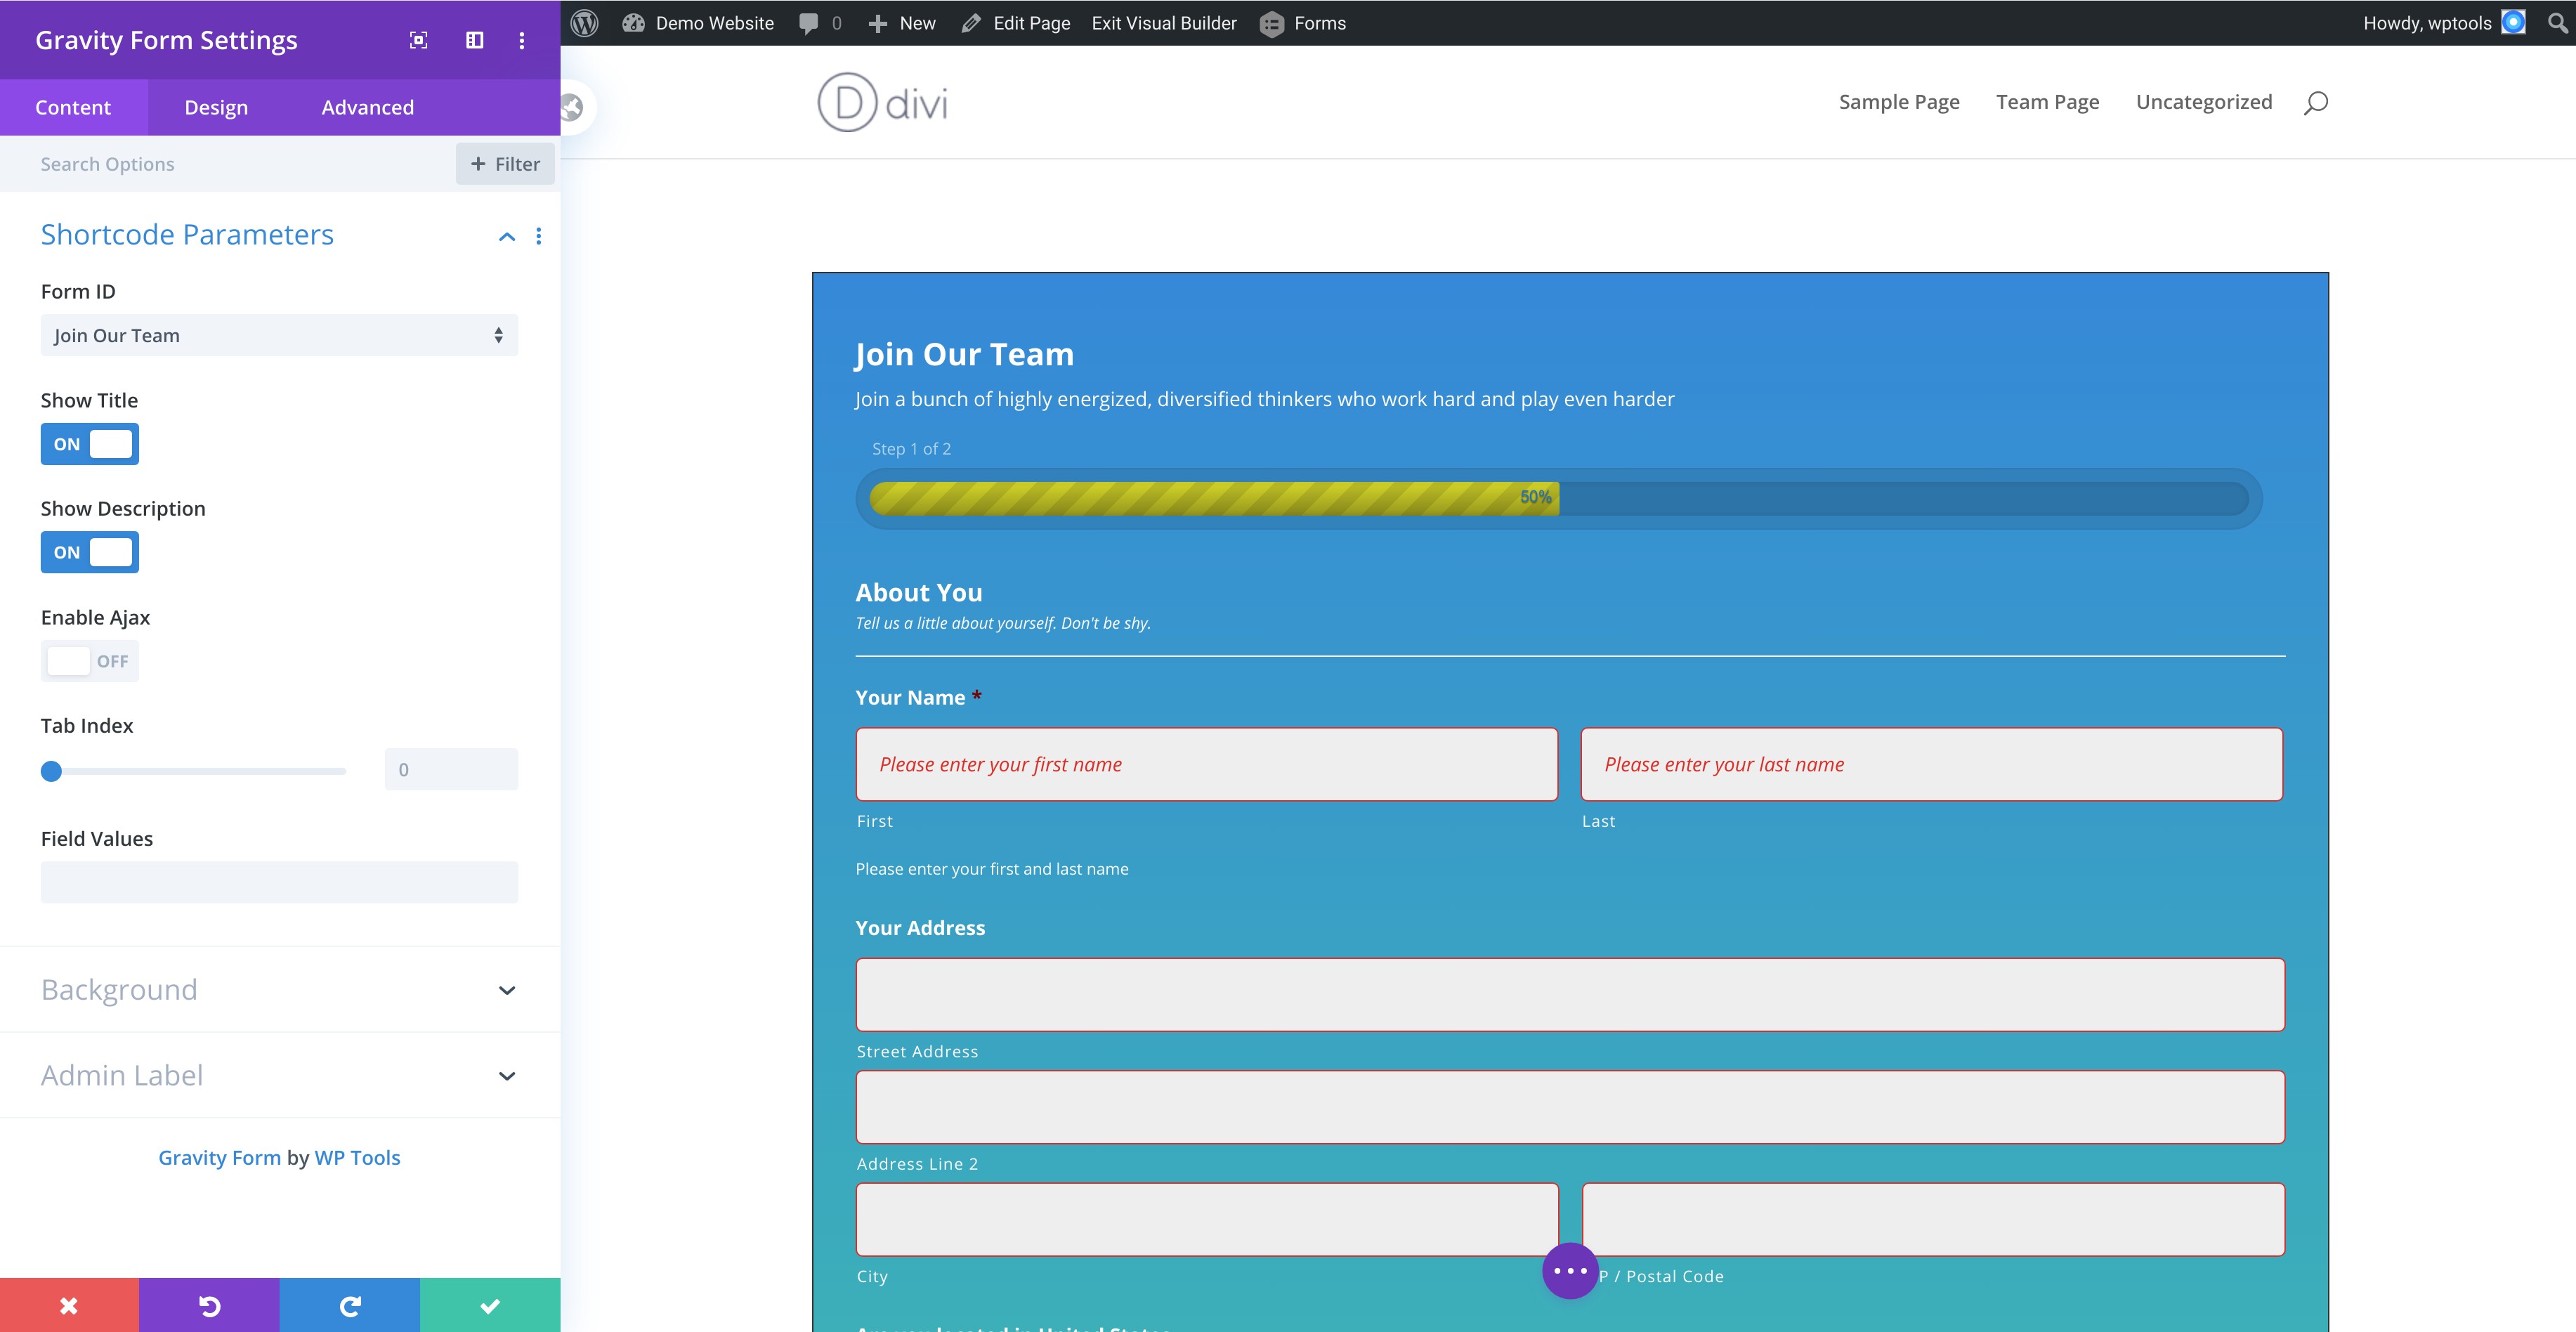 Gravity Form Settings
Content
Design
Advanced
Search Options
+ Filter
Shortcode Parameters
Form ID
Join Our Team
Show Title
ON
Show Description
ON
Enable Ajax
OFF
Tab Index
0
Field Values
Background
Admin Label
Gravity Form by WP Tools
Demo Website
0
New
Edit Page
Exit Visual Builder
Forms
Howdy, wptools
D divi
Sample Page
Team Page
Uncategorized
Join Our Team
Join a bunch of highly energized, diversified thinkers who work hard and play even harder
Step 1 of 2
50%
About You
Tell us a little about yourself. Don't be shy.
Your Name *
Please enter your first name
Please enter your last name
First
Last
Please enter your first and last name
Your Address
Street Address
Address Line 2
City
P / Postal Code
Are you located in United States